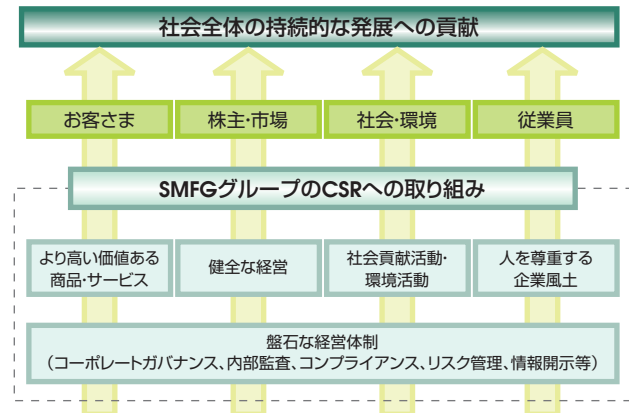 社会全体の持続的な発展への貢献
お客さま
株主・市場
社会・環境
従業員
SMFGグループのCSRへの取り組み
より高い価値ある
商品・サービス
健全な経営
社会貢献活動・
環境活動
人を尊重する
企業風土
盤石な経営体制
（コーポレートガバナンス、内部監査、コンプライアンス、リスク管理、情報開示等）